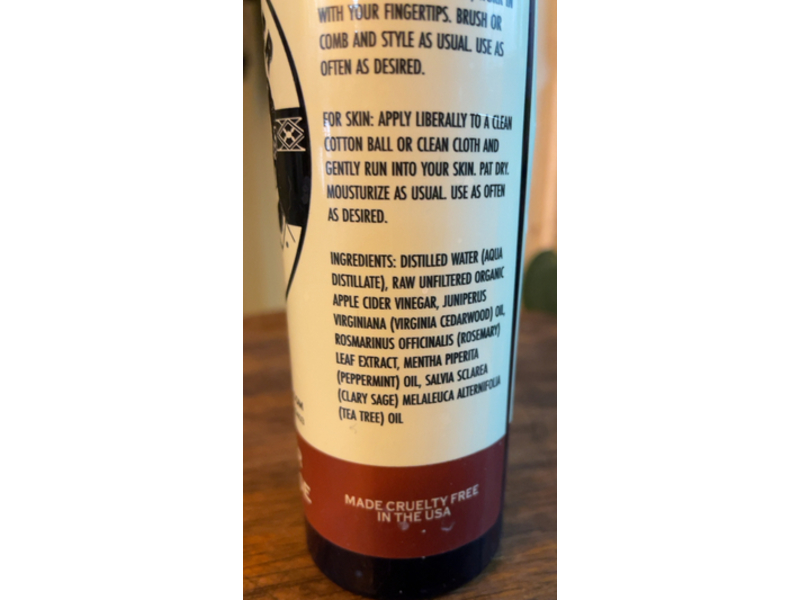 WITH YOUR FINGERTIPS. BRUSH OR
COMB AND STYLE AS USUAL. USE AS
OFTEN AS DESIRED.
FOR SKIN: APPLY LIBERALLY TO A CLEAN
COTTON BALL OR CLEAN CLOTH AND
GENTLY RUN INTO YOUR SKIN. PAT DRY.
MOUSTURIZE AS USUAL. USE AS OFTEN
AS DESIRED.
INGREDIENTS: DISTILLED WATER (AQUA
DISTILLATE), RAW UNFILTERED ORGANIC
APPLE CIDER VINEGAR, JUNIPERUS
VIRGINIANA (VIRGINIA CEDARWOOD) OIL,
ROSMARINUS OFFICINALIS (ROSEMARY)
LEAF EXTRACT, MENTHA PIPERITA
(PEPPERMINT) OIL, SALVIA SCLAREA
(CLARY SAGE) MELALEUCA ALTERNIFOLIA
(TEA TREE) OIL
MADE CRUELTY FREE
IN THE USA